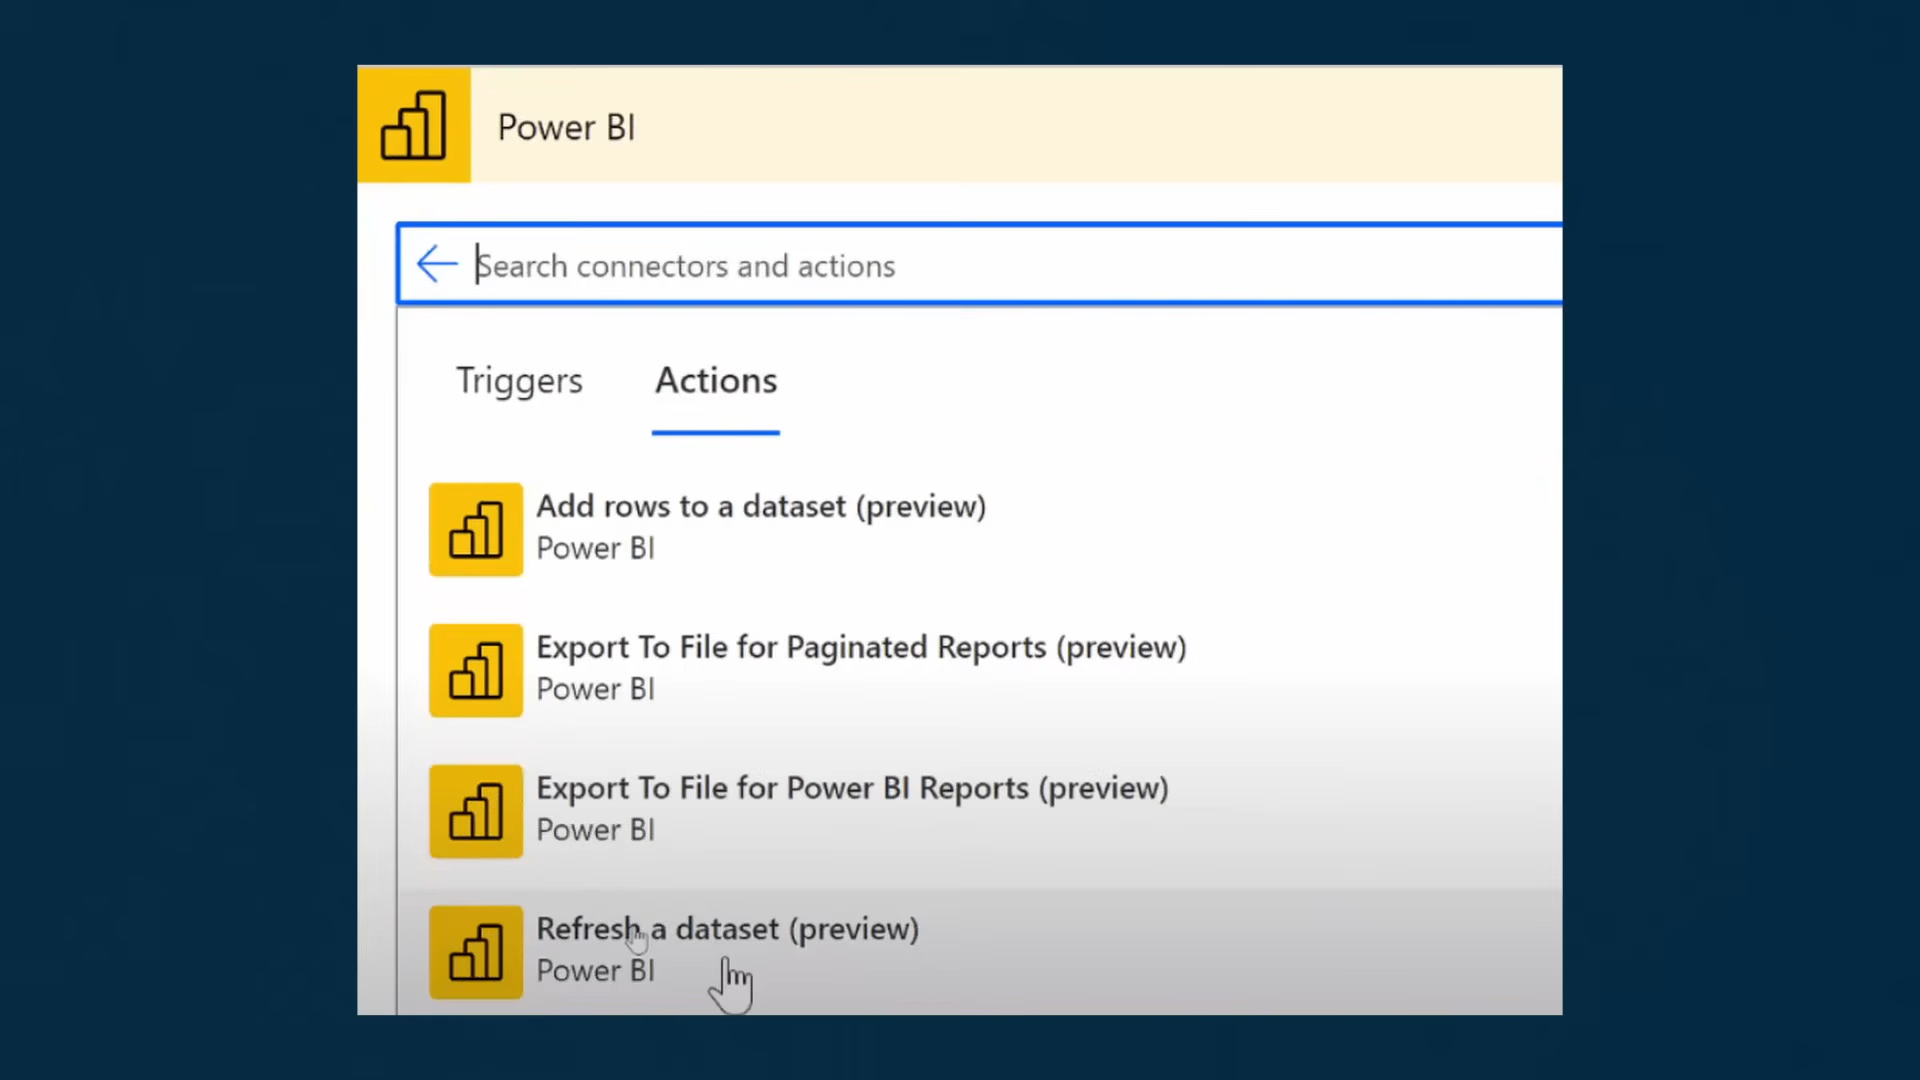 Power BI
Search connectors and actions
Triggers
Actions
Add rows to a dataset (preview)
Power BI
Export To File for Paginated Reports (preview)
Power BI
Export To File for Power BI Reports (preview)
Power BI
Refresh a dataset (preview)
Power BI